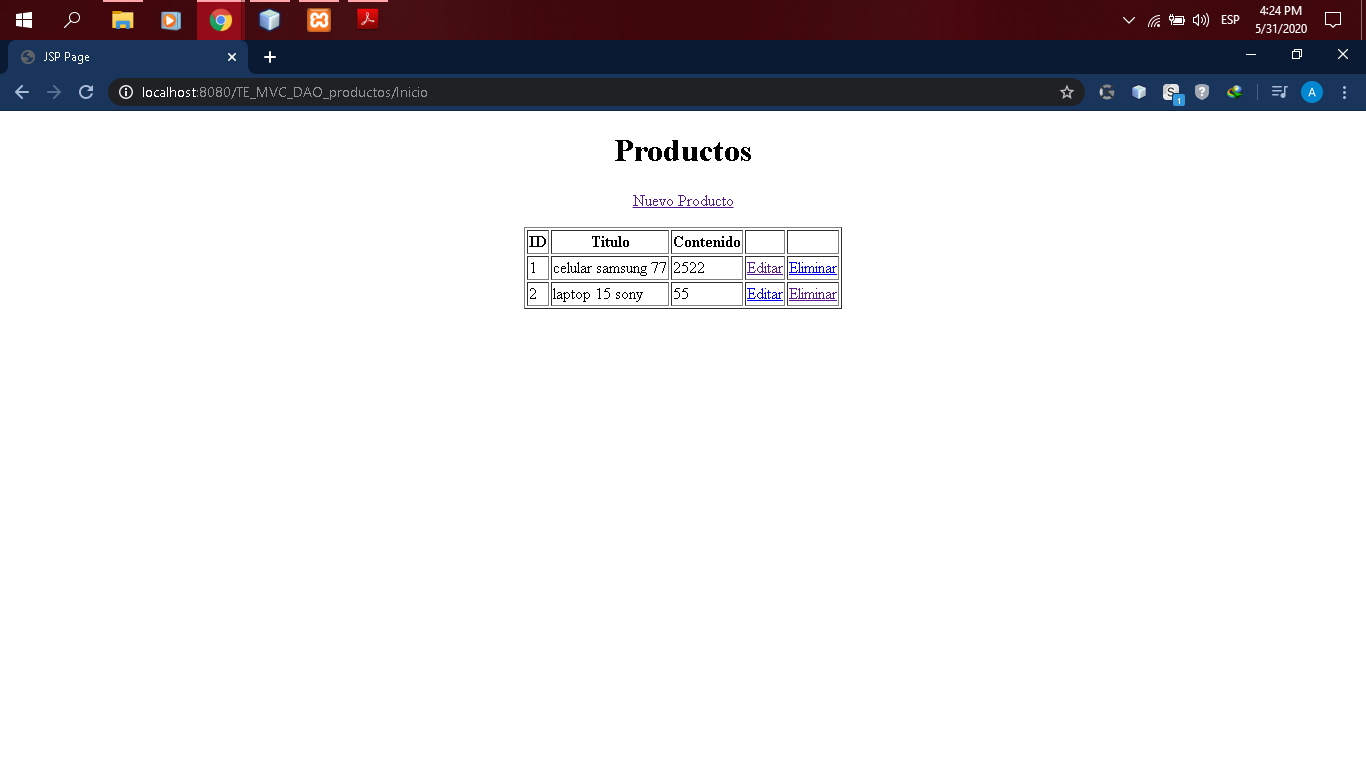 ESP
4:24 PM
5/31/2020
JSP Page
localhost:8080/TE_MVC_DAO_productos/Inicio
S
1
A
Productos
Nuevo Producto
ID Titulo Contenido
1 celular samsung 77 2522 Editar Eliminar
2 laptop 15 sony 55 Editar Eliminar